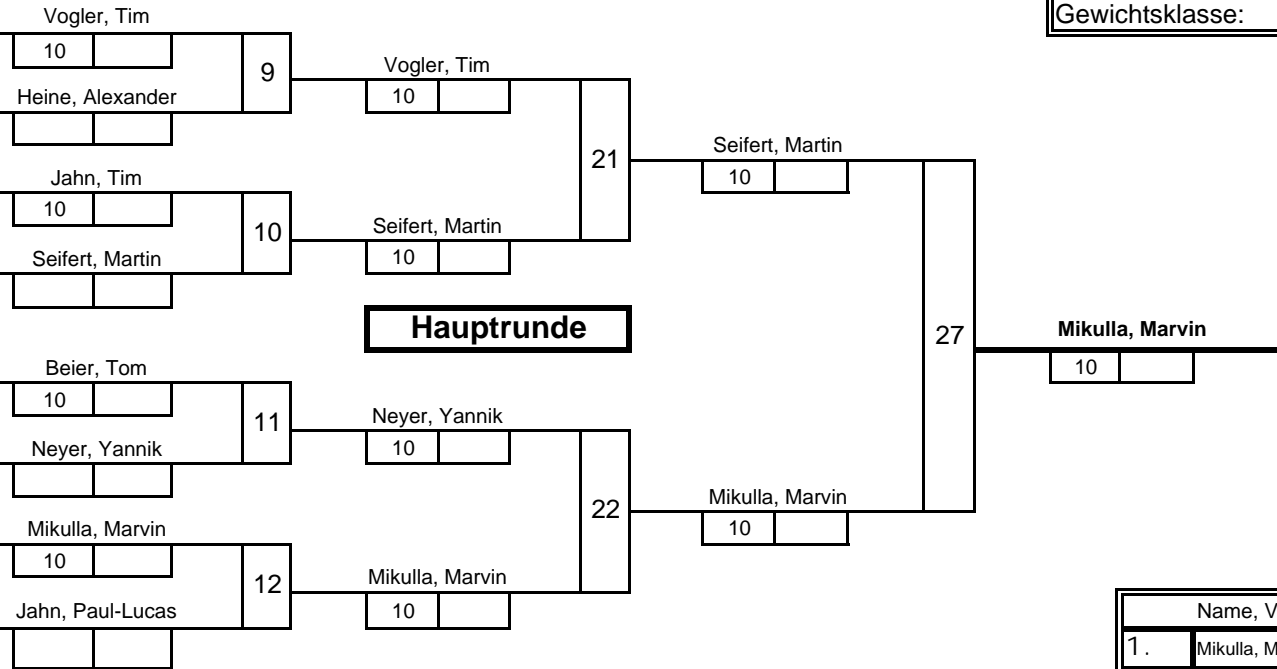 Vogler, Tim
10
Heine, Alexander
9
Jahn, Tim
10
Seifert, Martin
10
Beier, Tom
10
Neyer, Yannik
11
Mikulla, Marvin
10
Jahn, Paul-Lucas
12
Vogler, Tim
10
Seifert, Martin
10
21
Hauptrunde
Neyer, Yannik
10
Mikulla, Marvin
10
22
Seifert, Martin
10
Mikulla, Marvin
10
27
Mikulla, Marvin
10
Gewichtsklasse:
Name, V
1. Mikulla, M